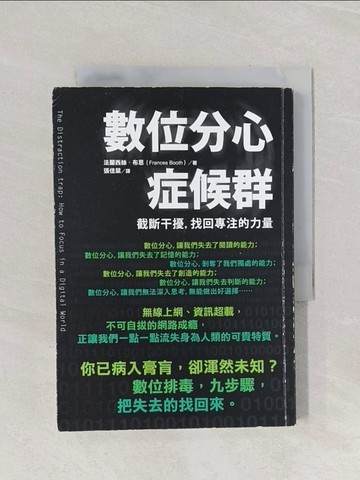 The Distraction trap: How to Focus in a Digital World
數位分心
症候群
法蘭西絲．布思（Frances Booth）／著
張佳棻／譯
截斷干擾，找回專注的力量
數位分心，讓我們失去了閱讀的能力；
數位分心，讓我們失去了記憶的能力；
數位分心，剝奪了我們獨處的能力；
數位分心，讓我們失去了創造的能力；
數位分心，讓我們失去判斷的能力；
數位分心，讓我們無法深入思考，無能做出好選擇……
無線上網、資訊超載，
不可自拔的網路成癮，
正讓我們一點一點流失身為人類的可貴特質。
你已病入膏肓，卻渾然未知？
數位排毒，九步驟，
把失去的找回來。